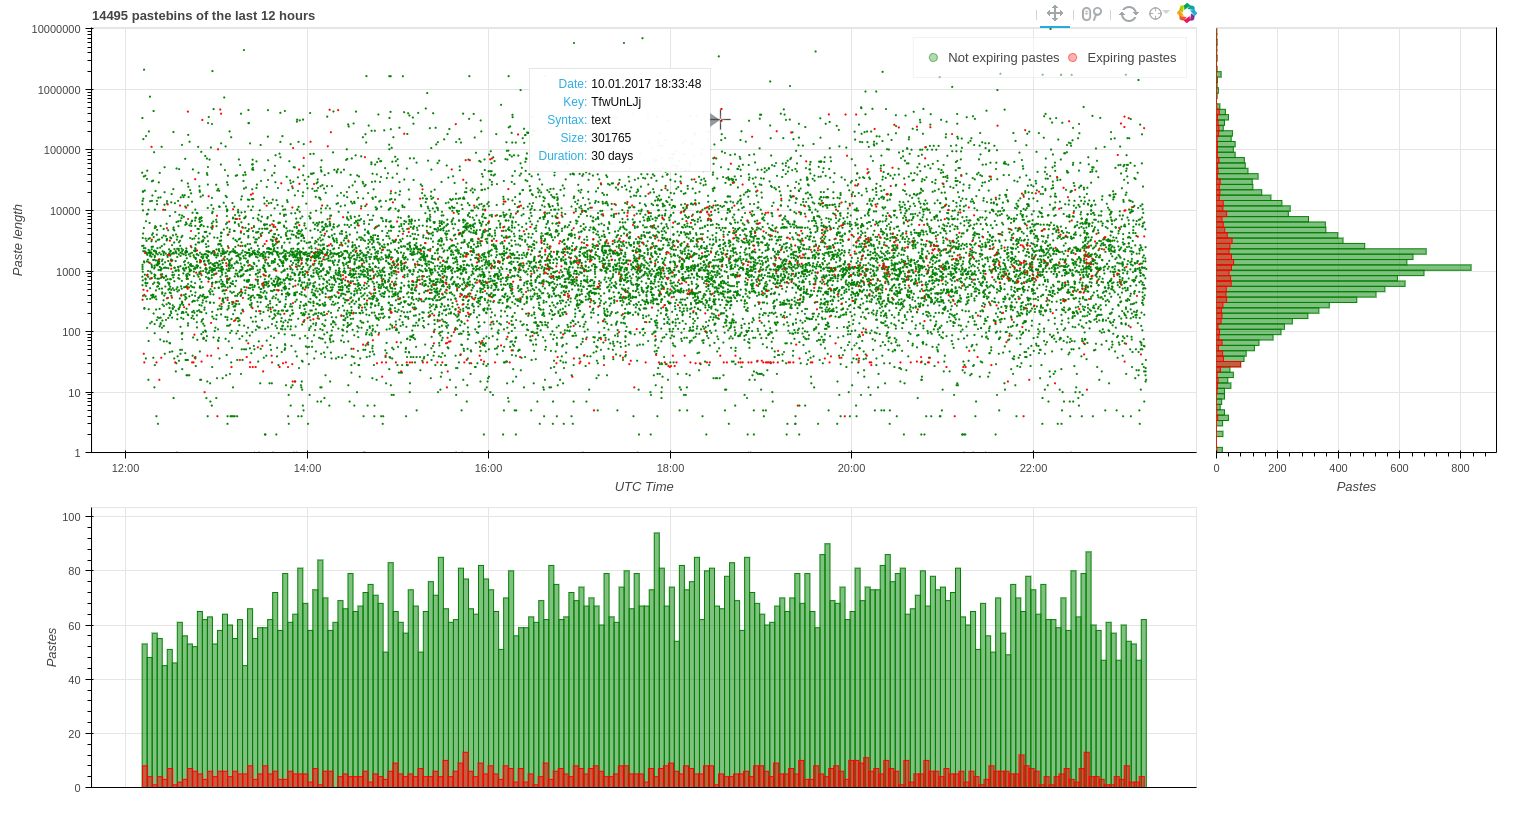 14495 pastebins of the last 12 hours
Not expiring pastes
Expiring pastes
Date: 10.01.2017 18:33:48
Key: TfwUnLJj
Syntax: text
Size: 301765
Duration: 30 days
Paste length
10000000
1000000
100000
10000
1000
100
10
1
12:00 14:00 16:00 18:00 20:00 22:00
UTC Time
0 200 400 600 800
Pastes
Pastes
100
80
60
40
20
0